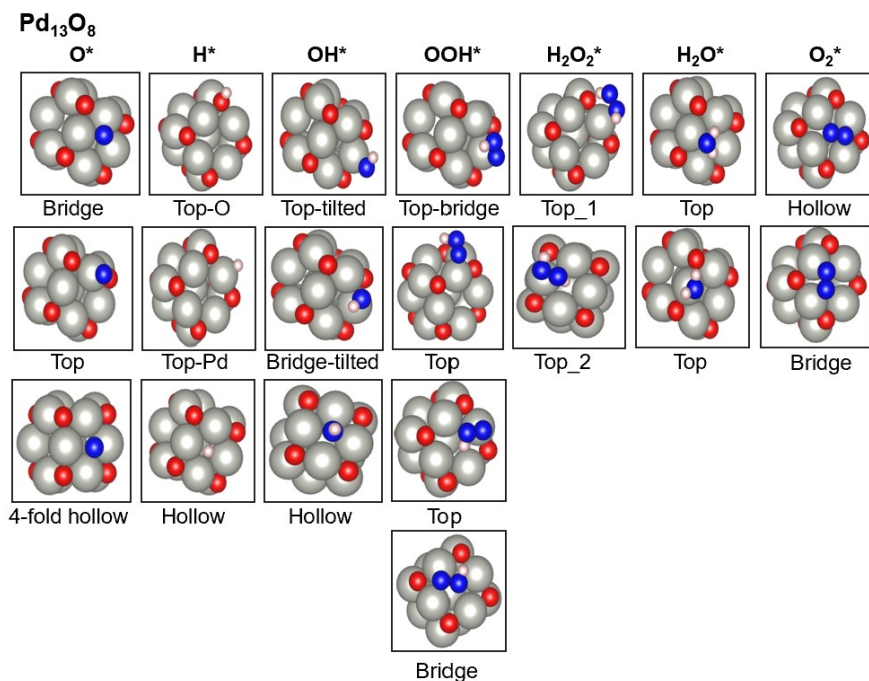 Pd₁₃O₈
O* H* OH* OOH* H₂O₂* H₂O* O₂*
Bridge Top-O Top-tilted Top-bridge Top_1 Top Hollow
Top Top-Pd Bridge-tilted Top Top_2 Top Bridge
4-fold hollow Hollow Hollow Top
Bridge